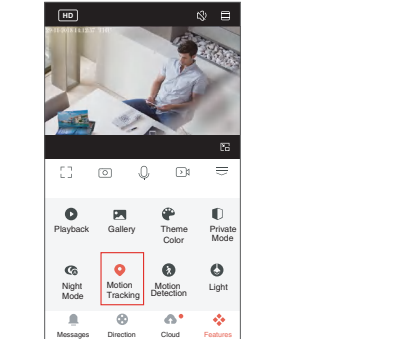 HD
Playback
Gallery
Theme
Color
Private
Mode
Night
Mode
Motion
Tracking
Motion
Detection
Light
Messages
Direction
Cloud
Features